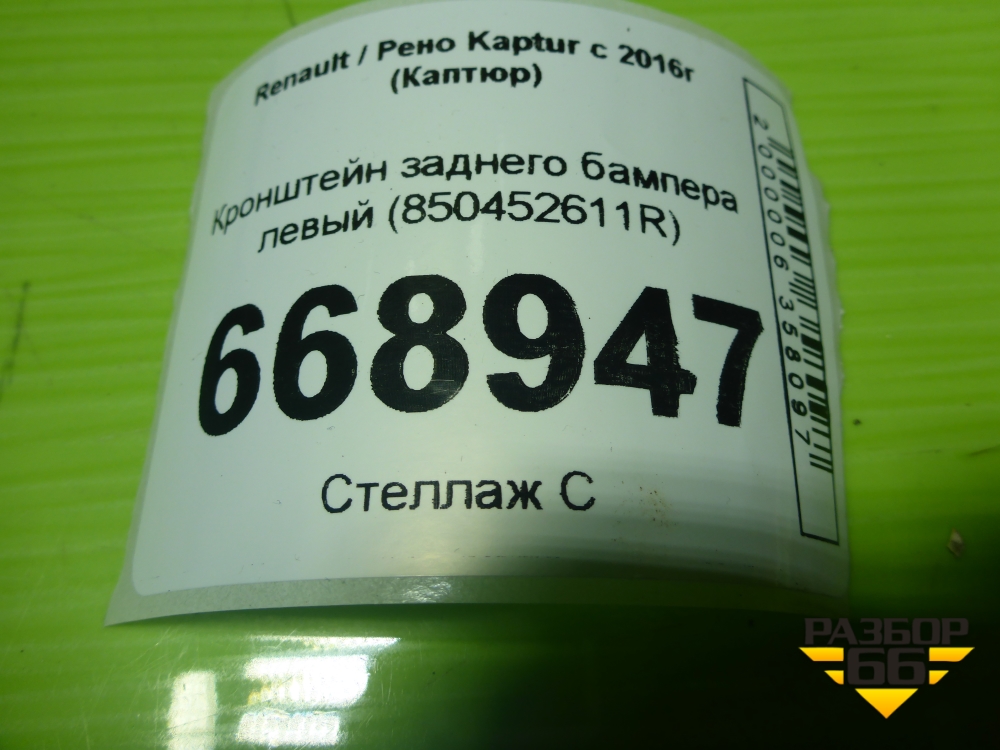 Renault / Рено Kaptur с 2016г
(Каптюр)
Кронштейн заднего бампера
левый (850452611R)
668947
Стеллаж С
2000006358097
РАЗБОР
66